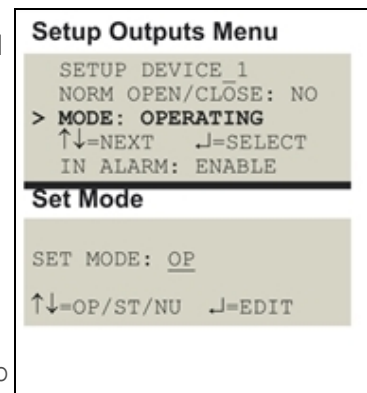 Setup Outputs Menu
SETUP DEVICE_1
NORM OPEN/CLOSE: NO
> MODE: OPERATING
↑↓=NEXT ↵=SELECT
IN ALARM: ENABLE
Set Mode
SET MODE: OP
↑↓=OP/ST/NU ↵=EDIT